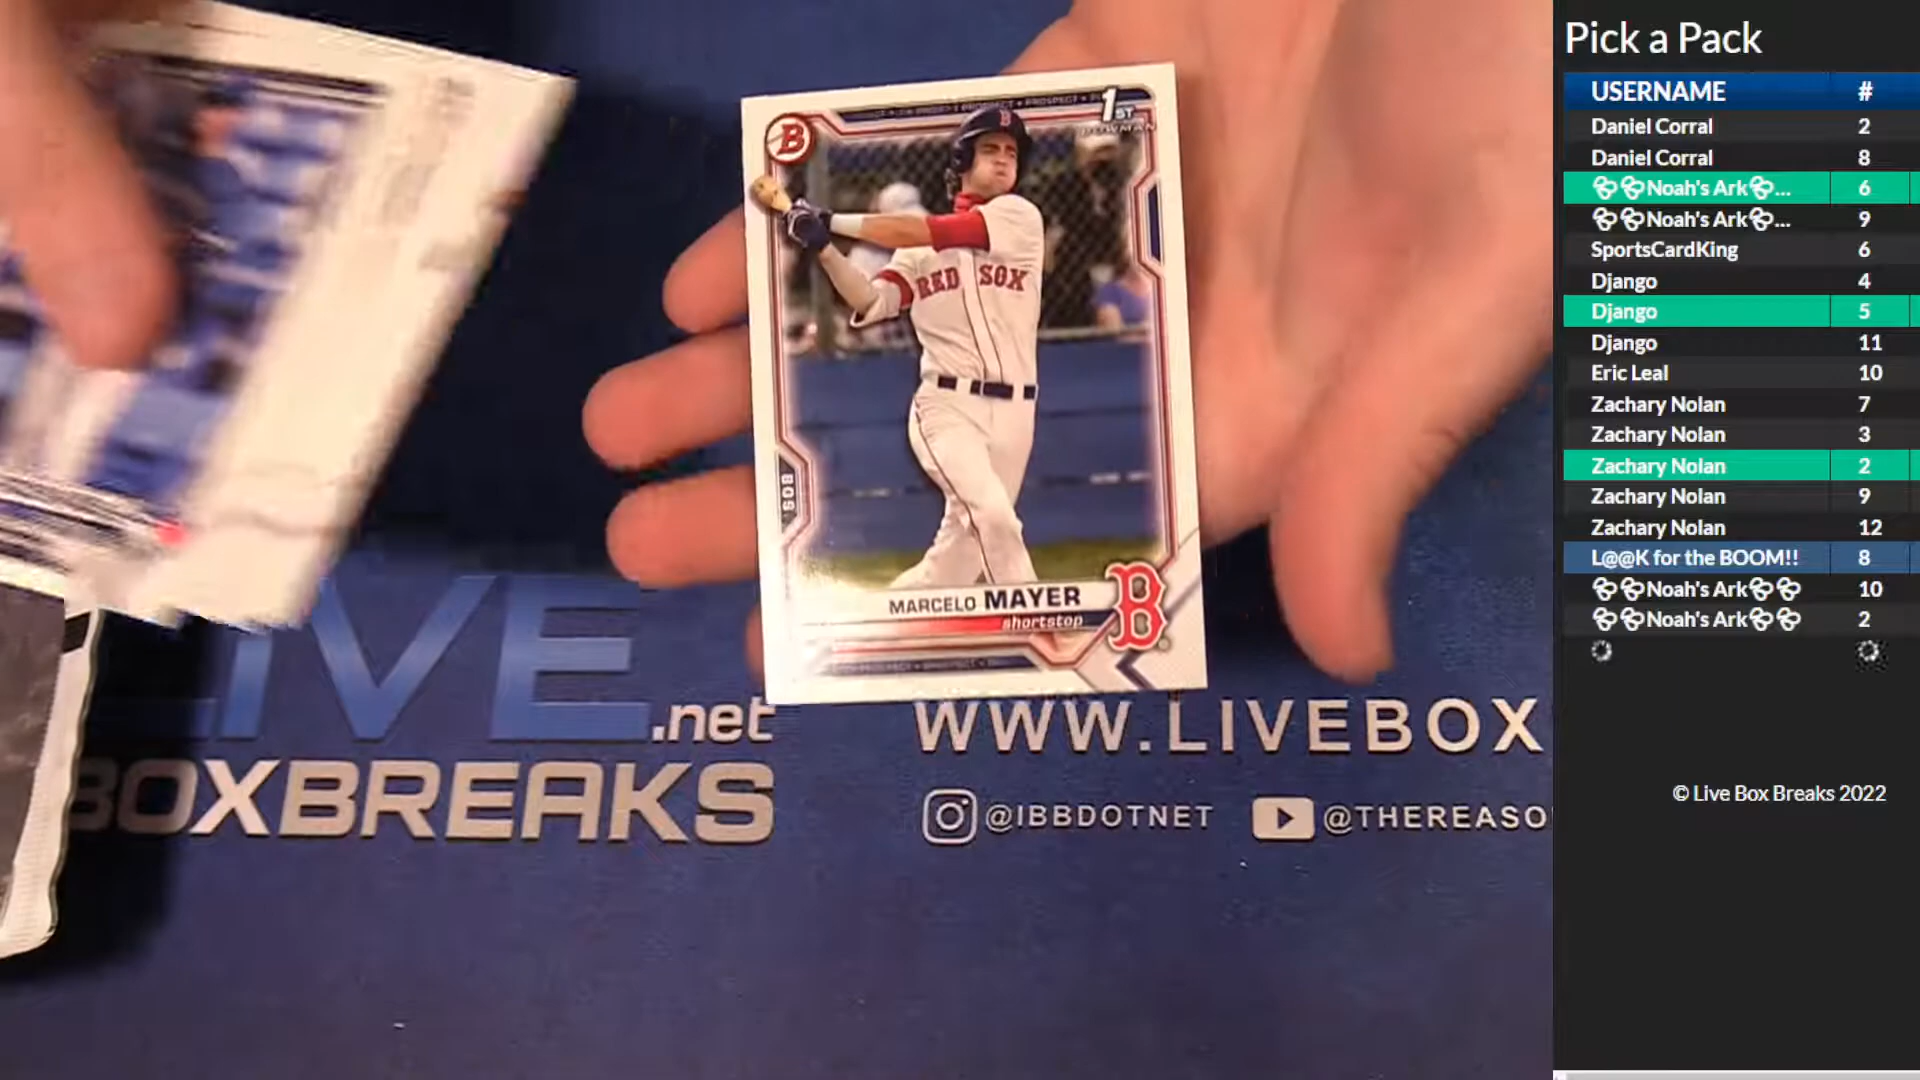 1ST
BOWMAN
B
B
RED SOX
BOS
MARCELO MAYER
shortstop
B
LIVE.net
BOXBREAKS
WWW.LIVEBOX
@IBBDOTNET
@THEREASO
Pick a Pack
USERNAME #
Daniel Corral 2
Daniel Corral 8
Noah's Ark... 6
Noah's Ark... 9
SportsCardKing 6
Django 4
Django 5
Django 11
Eric Leal 10
Zachary Nolan 7
Zachary Nolan 3
Zachary Nolan 2
Zachary Nolan 9
Zachary Nolan 12
L@@K for the BOOM!! 8
Noah's Ark 10
Noah's Ark 2
© Live Box Breaks 2022